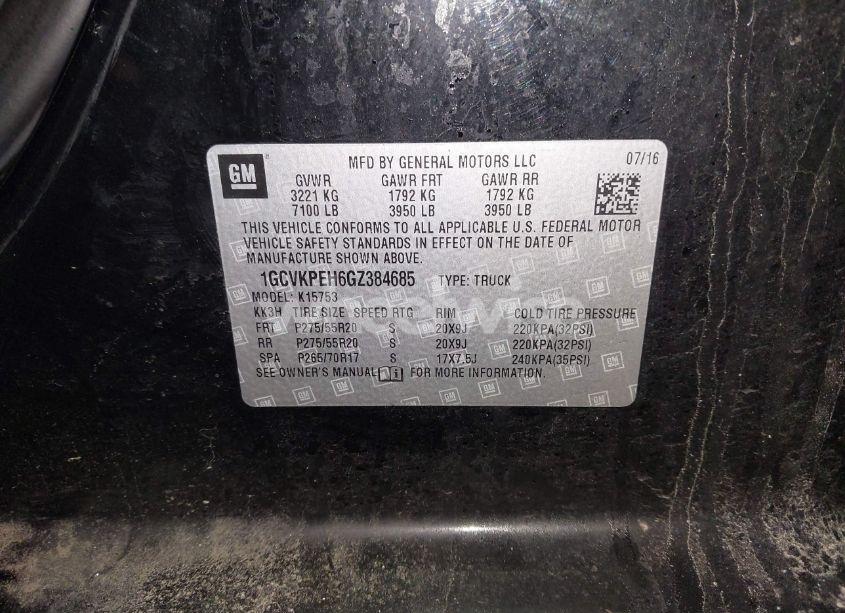 GM
MFD BY GENERAL MOTORS LLC 07/16
GVWR GAWR FRT GAWR RR
3221 KG 1792 KG 1792 KG
7100 LB 3950 LB 3950 LB
THIS VEHICLE CONFORMS TO ALL APPLICABLE U.S. FEDERAL MOTOR
VEHICLE SAFETY STANDARDS IN EFFECT ON THE DATE OF
MANUFACTURE SHOWN ABOVE.
1GCVKPEH6GZ384685 TYPE: TRUCK
MODEL: K15753
KK3H TIRE SIZE SPEED RTG RIM COLD TIRE PRESSURE
FRT P275/55R20 S 20X9J 220KPA(32PSI)
RR P275/55R20 S 20X9J 220KPA(32PSI)
SPA P265/70R17 S 17X7.5J 240KPA(35PSI)
SEE OWNER'S MANUAL FOR MORE INFORMATION.